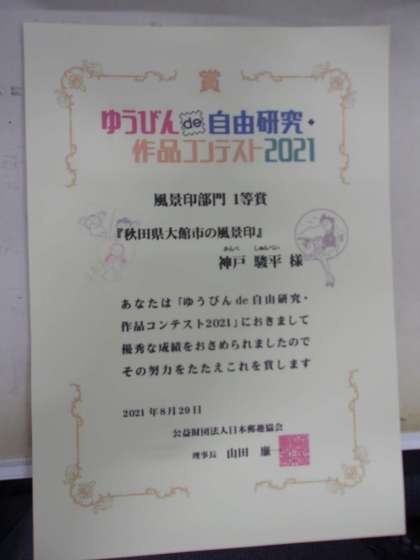 賞
ゆうびんde自由研究・
作品コンテスト2021
風景印部門 1等賞
『秋田県大館市の風景印』
かんべ しゅんぺい
神戸 駿平 様
あなたは「ゆうびんde自由研究・
作品コンテスト2021」におきまして
優秀な成績をおさめられましたので
その努力をたたえこれを賞します
2021年8月29日
公益財団法人日本郵趣協会
理事長 山田 廉